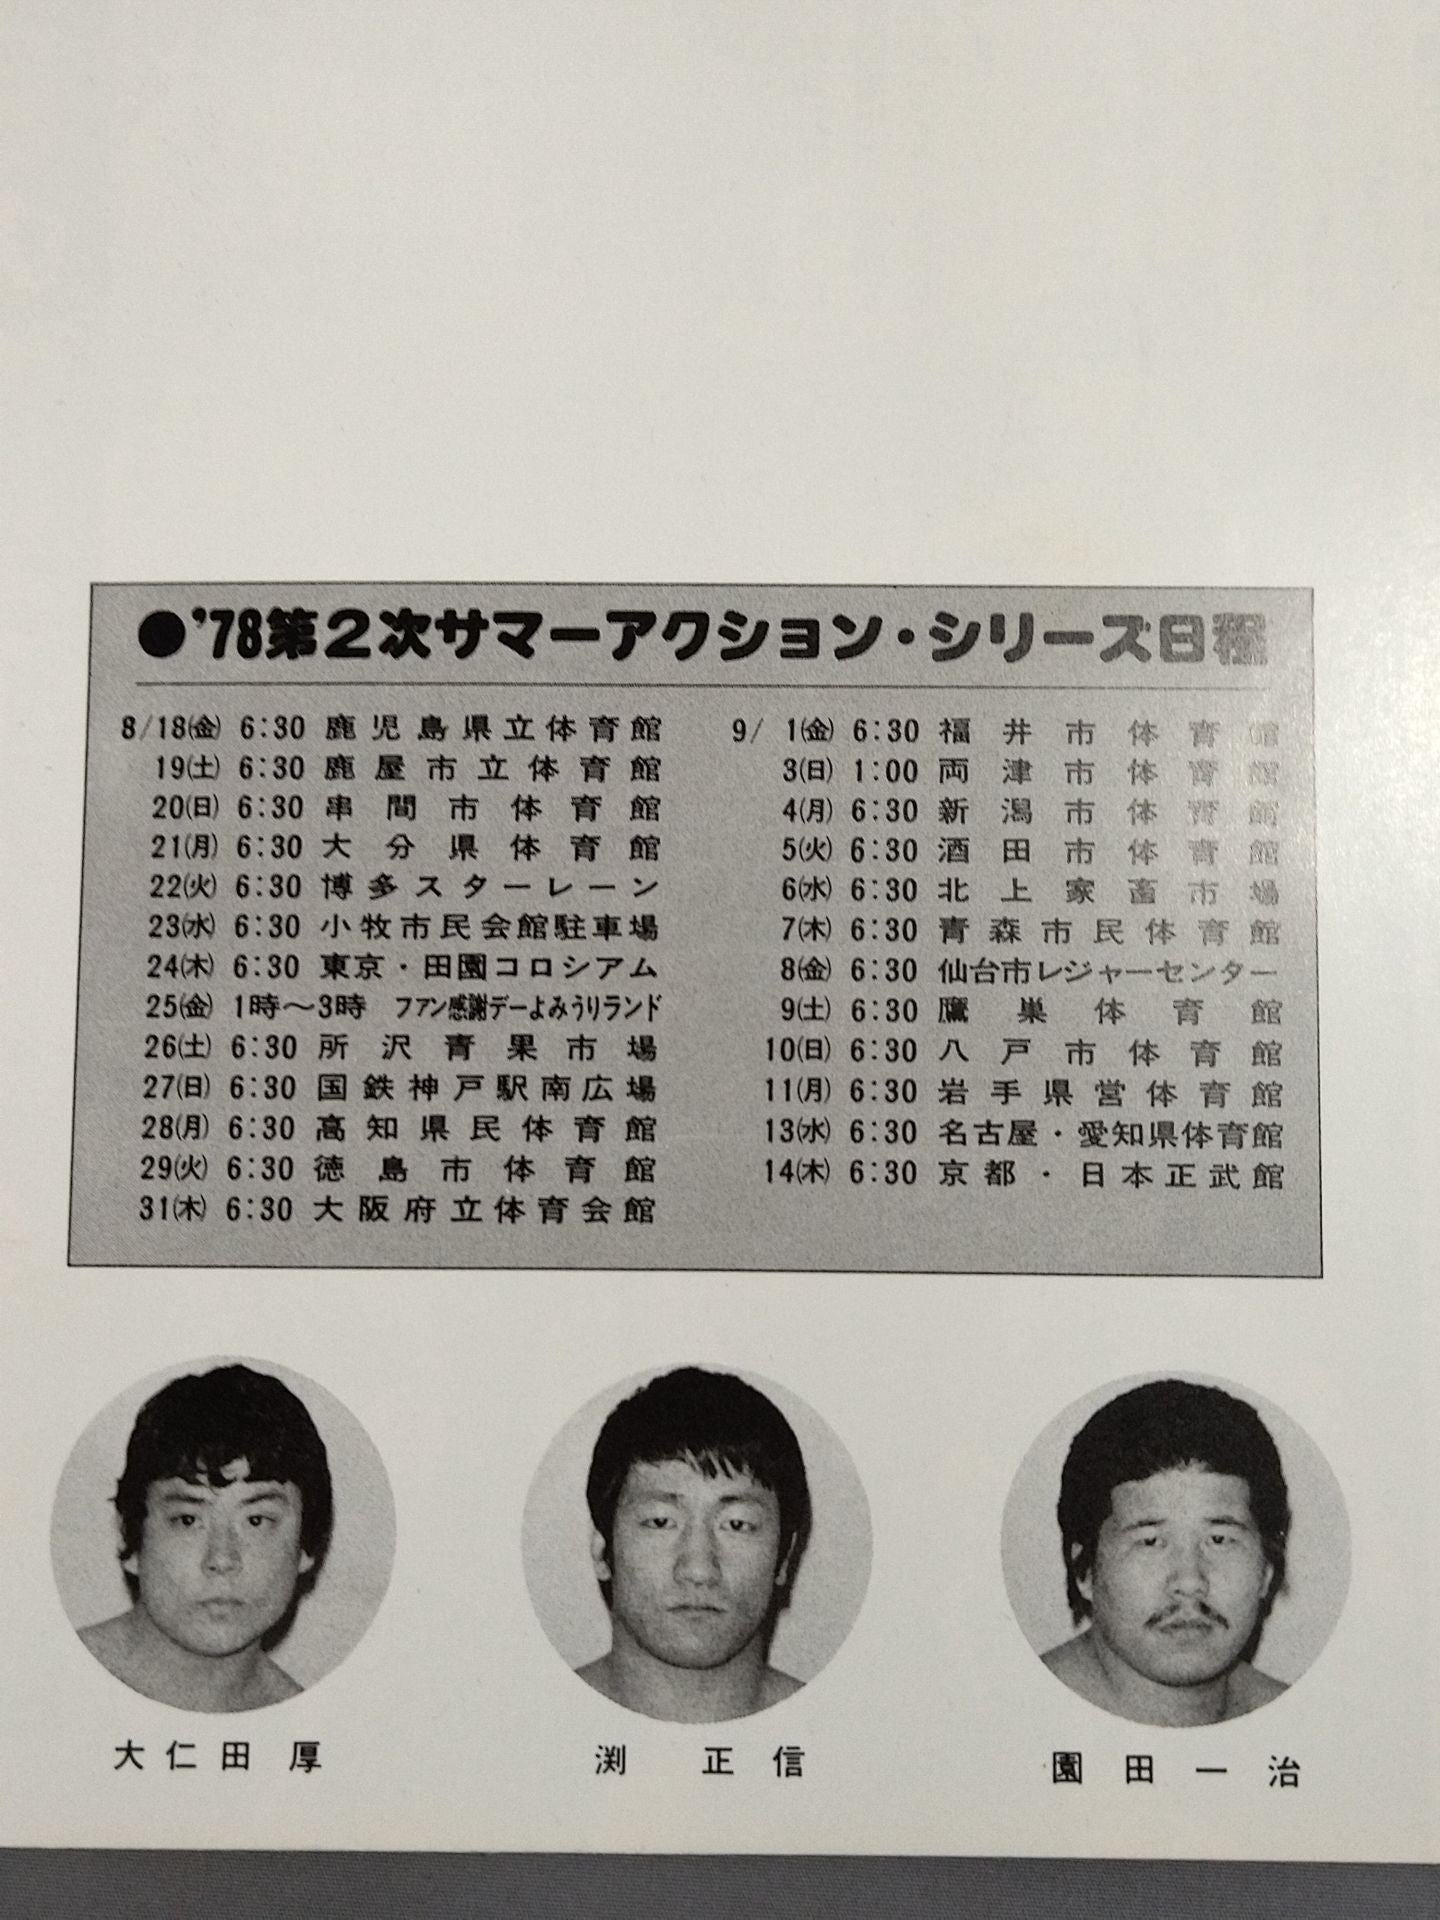 ●'78第2次サマーアクション・シリーズ日程
8/18(金) 6:30 鹿児島県立体育館
19(土) 6:30 鹿屋市立体育館
20(日) 6:30 串間市体育館
21(月) 6:30 大分県体育館
22(火) 6:30 博多スターレーン
23(水) 6:30 小牧市民会館駐車場
24(木) 6:30 東京・田園コロシアム
25(金) 1時～3時 ファン感謝デーよみうりランド
26(土) 6:30 所沢青果市場
27(日) 6:30 国鉄神戸駅南広場
28(月) 6:30 高知県民体育館
29(火) 6:30 徳島市体育館
31(木) 6:30 大阪府立体育会館
9/1(金) 6:30 福井市体育館
3(日) 1:00 両津市体育館
4(月) 6:30 新潟市体育館
5(火) 6:30 酒田市体育館
6(水) 6:30 北上家畜市場
7(木) 6:30 青森市民体育館
8(金) 6:30 仙台市レジャーセンター
9(土) 6:30 鷹巣体育館
10(日) 6:30 八戸市体育館
11(月) 6:30 岩手県営体育館
13(水) 6:30 名古屋・愛知県体育館
14(木) 6:30 京都・日本正武館
大仁田 厚
渕 正信
園田一治